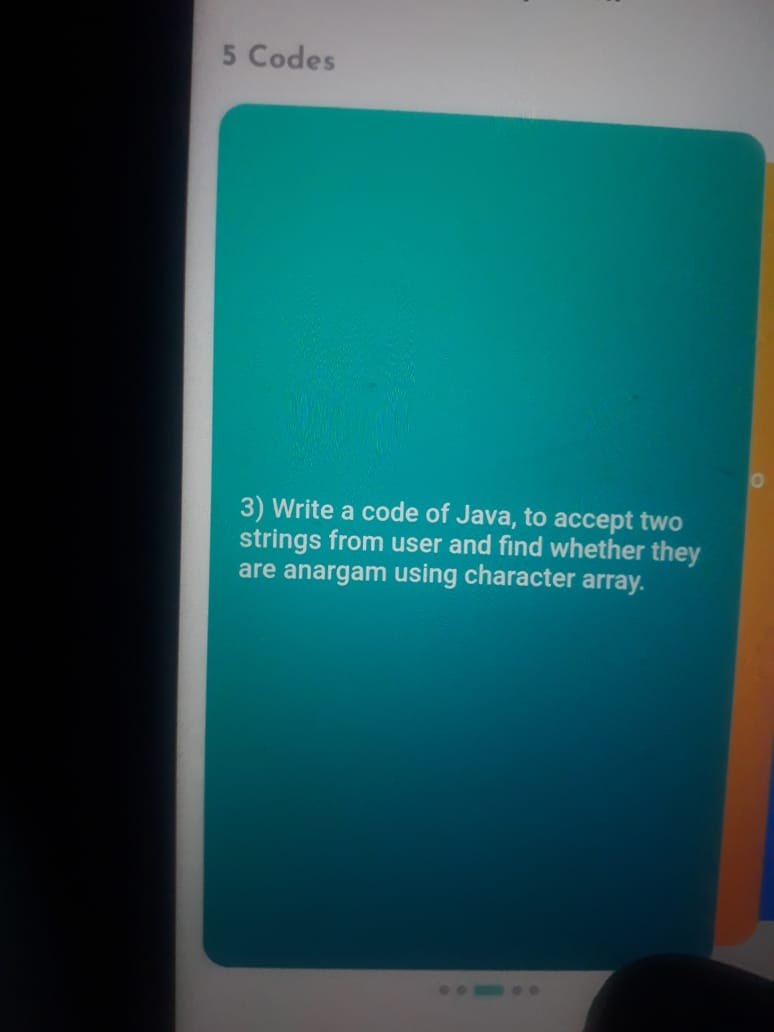 5 Codes
3) Write a code of Java, to accept two
strings from user and find whether they
are anargam using character array.